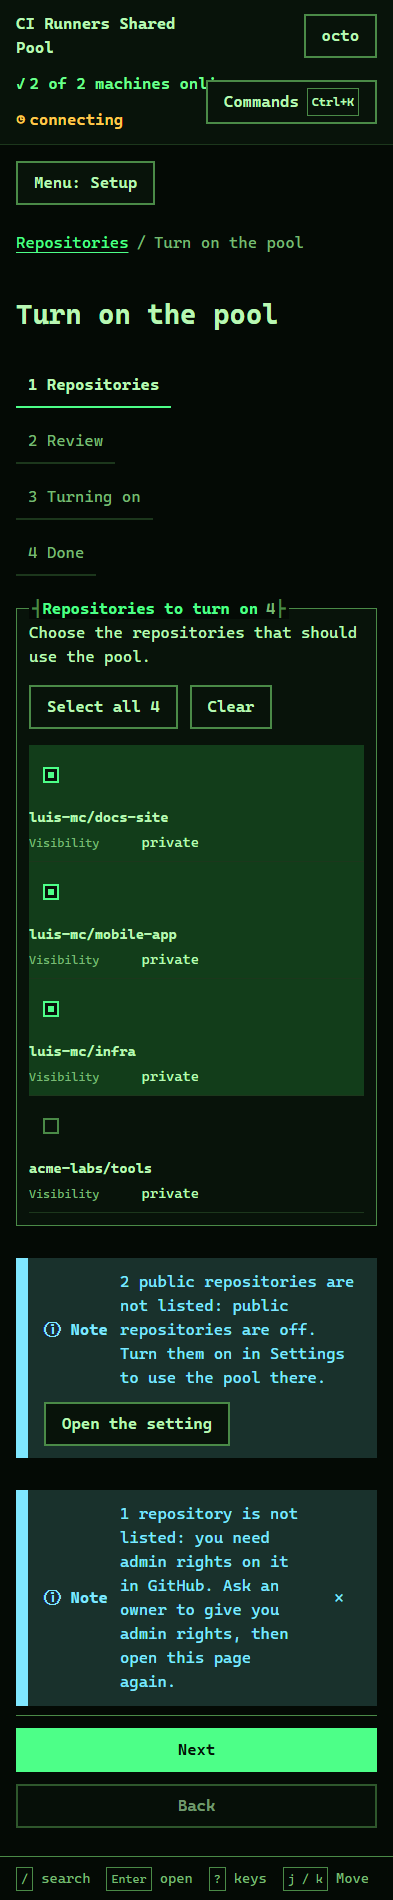 CI Runners Shared
Pool
octo
✓ 2 of 2 machines
Commands Ctrl+K
connecting
Menu: Setup
Repositories / Turn on the pool
Turn on the pool
1 Repositories
2 Review
3 Turning on
4 Done
Repositories to turn on 4
Choose the repositories that should
use the pool.
Select all 4
Clear
luis-mc/docs-site
Visibility private
luis-mc/mobile-app
Visibility private
luis-mc/infra
Visibility private
acme-labs/tools
Visibility private
ⓘ Note
2 public repositories are
not listed: public
repositories are off.
Turn them on in Settings
to use the pool there.
Open the setting
ⓘ Note
1 repository is not
listed: you need
admin rights on it
in GitHub. Ask an
owner to give you
admin rights, then
open this page
again.
×
Next
Back
/ search Enter open ? keys j / k Move